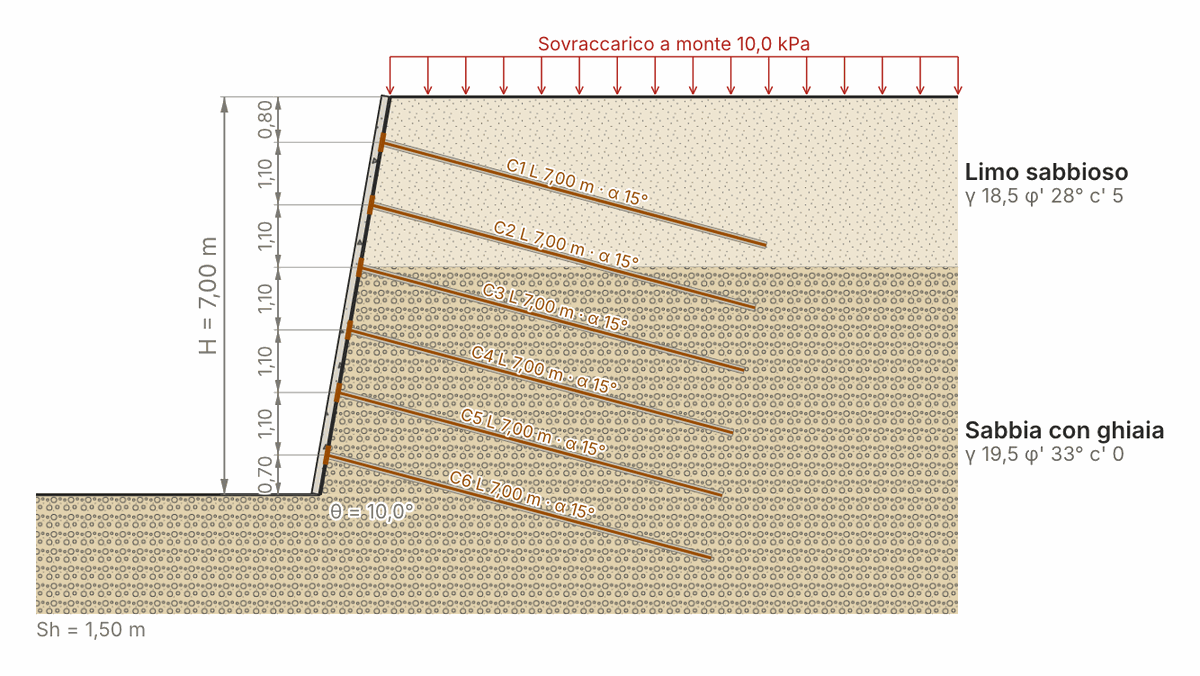 Sovraccarico a monte 10,0 kPa
H = 7,00 m
0,80
1,10
1,10
1,10
1,10
1,10
0,70
C1 L 7,00 m · α 15°
C2 L 7,00 m · α 15°
C3 L 7,00 m · α 15°
C4 L 7,00 m · α 15°
C5 L 7,00 m · α 15°
C6 L 7,00 m · α 15°
θ = 10,0°
Limo sabbioso
γ 18,5 φ' 28° c' 5
Sabbia con ghiaia
γ 19,5 φ' 33° c' 0
Sh = 1,50 m